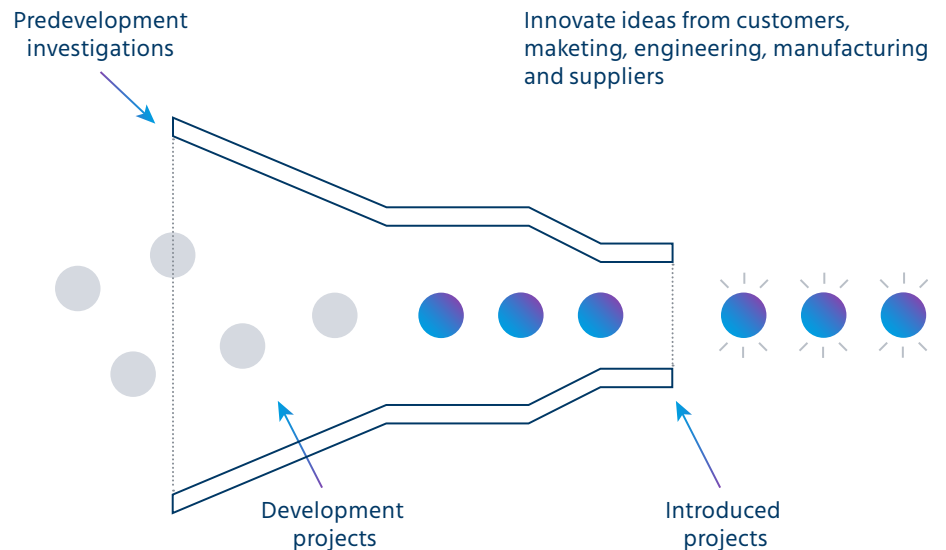 Predevelopment
investigations
Innovate ideas from customers,
maketing, engineering, manufacturing
and suppliers
Development
projects
Introduced
projects